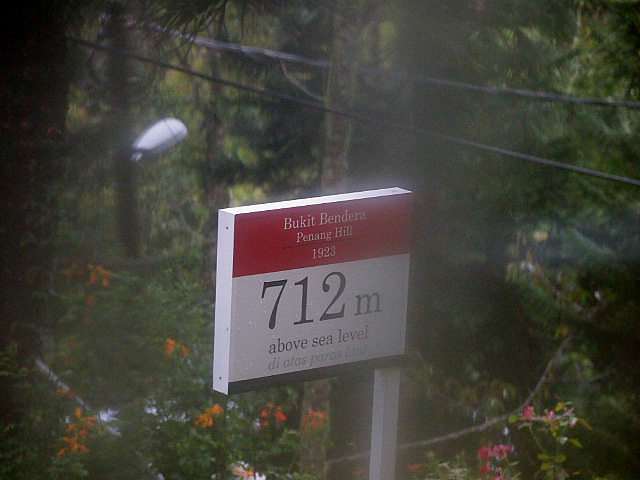 Bukit Bendera
Penang Hill
1923
712 m
above sea level
di atas paras laut